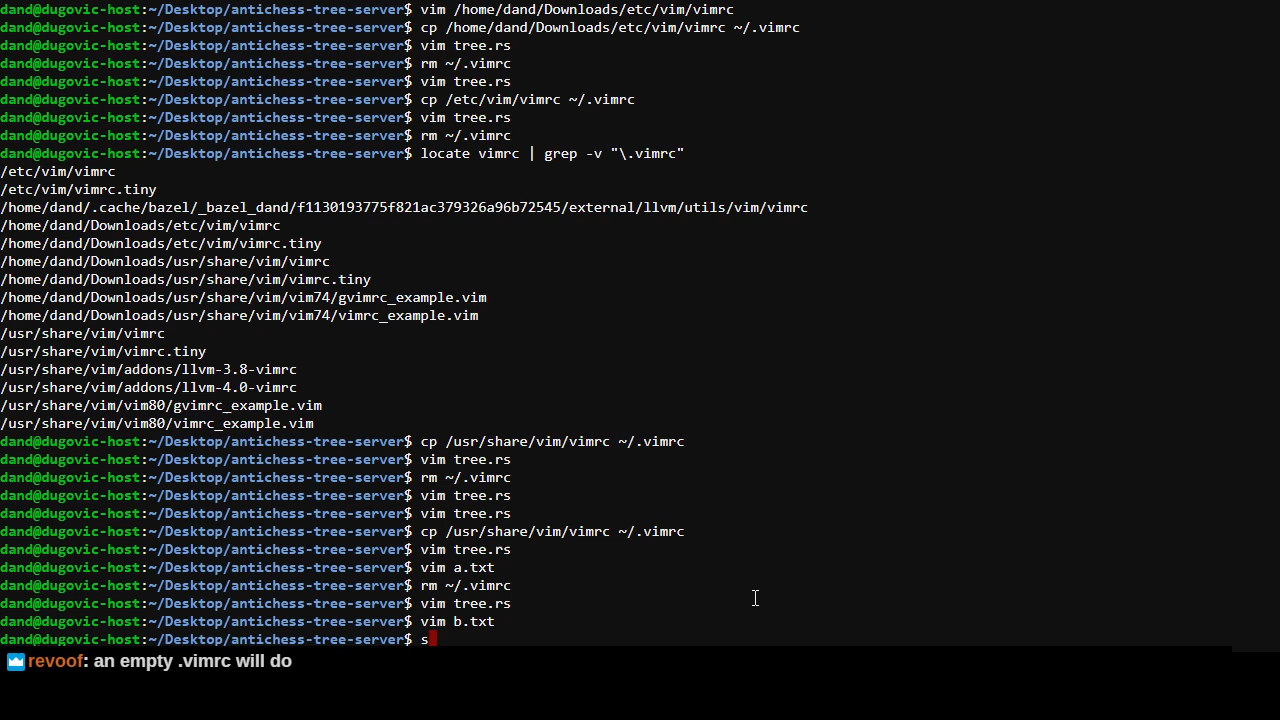 dand@dugovic-host:~/Desktop/antichess-tree-server$ vim /home/dand/Downloads/etc/vim/vimrc
dand@dugovic-host:~/Desktop/antichess-tree-server$ cp /home/dand/Downloads/etc/vim/vimrc ~/.vimrc
dand@dugovic-host:~/Desktop/antichess-tree-server$ vim tree.rs
dand@dugovic-host:~/Desktop/antichess-tree-server$ rm ~/.vimrc
dand@dugovic-host:~/Desktop/antichess-tree-server$ vim tree.rs
dand@dugovic-host:~/Desktop/antichess-tree-server$ cp /etc/vim/vimrc ~/.vimrc
dand@dugovic-host:~/Desktop/antichess-tree-server$ vim tree.rs
dand@dugovic-host:~/Desktop/antichess-tree-server$ rm ~/.vimrc
dand@dugovic-host:~/Desktop/antichess-tree-server$ locate vimrc | grep -v "\.vimrc"
/etc/vim/vimrc
/etc/vim/vimrc.tiny
/home/dand/.cache/bazel/_bazel_dand/f1130193775f821ac379326a96b72545/external/llvm/utils/vim/vimrc
/home/dand/Downloads/etc/vim/vimrc
/home/dand/Downloads/etc/vim/vimrc.tiny
/home/dand/Downloads/usr/share/vim/vimrc
/home/dand/Downloads/usr/share/vim/vimrc.tiny
/home/dand/Downloads/usr/share/vim/vim74/gvimrc_example.vim
/home/dand/Downloads/usr/share/vim/vim74/vimrc_example.vim
/usr/share/vim/vimrc
/usr/share/vim/vimrc.tiny
/usr/share/vim/addons/llvm-3.8-vimrc
/usr/share/vim/addons/llvm-4.0-vimrc
/usr/share/vim/vim80/gvimrc_example.vim
/usr/share/vim/vim80/vimrc_example.vim
dand@dugovic-host:~/Desktop/antichess-tree-server$ cp /usr/share/vim/vimrc ~/.vimrc
dand@dugovic-host:~/Desktop/antichess-tree-server$ vim tree.rs
dand@dugovic-host:~/Desktop/antichess-tree-server$ rm ~/.vimrc
dand@dugovic-host:~/Desktop/antichess-tree-server$ vim tree.rs
dand@dugovic-host:~/Desktop/antichess-tree-server$ vim tree.rs
dand@dugovic-host:~/Desktop/antichess-tree-server$ cp /usr/share/vim/vimrc ~/.vimrc
dand@dugovic-host:~/Desktop/antichess-tree-server$ vim tree.rs
dand@dugovic-host:~/Desktop/antichess-tree-server$ vim a.txt
dand@dugovic-host:~/Desktop/antichess-tree-server$ rm ~/.vimrc
dand@dugovic-host:~/Desktop/antichess-tree-server$ vim tree.rs
dand@dugovic-host:~/Desktop/antichess-tree-server$ vim b.txt
dand@dugovic-host:~/Desktop/antichess-tree-server$ s
revoof: an empty .vimrc will do